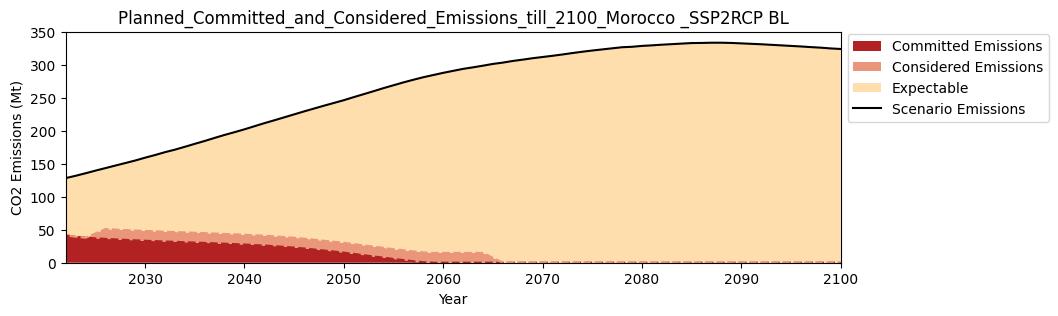 Planned_Committed_and_Considered_Emissions_till_2100_Morocco _SSP2RCP BL
350
300
250
200
150
100
50
0
CO2 Emissions (Mt)
2030
2040
2050
2060
2070
2080
2090
2100
Year
Committed Emissions
Considered Emissions
Expectable
Scenario Emissions